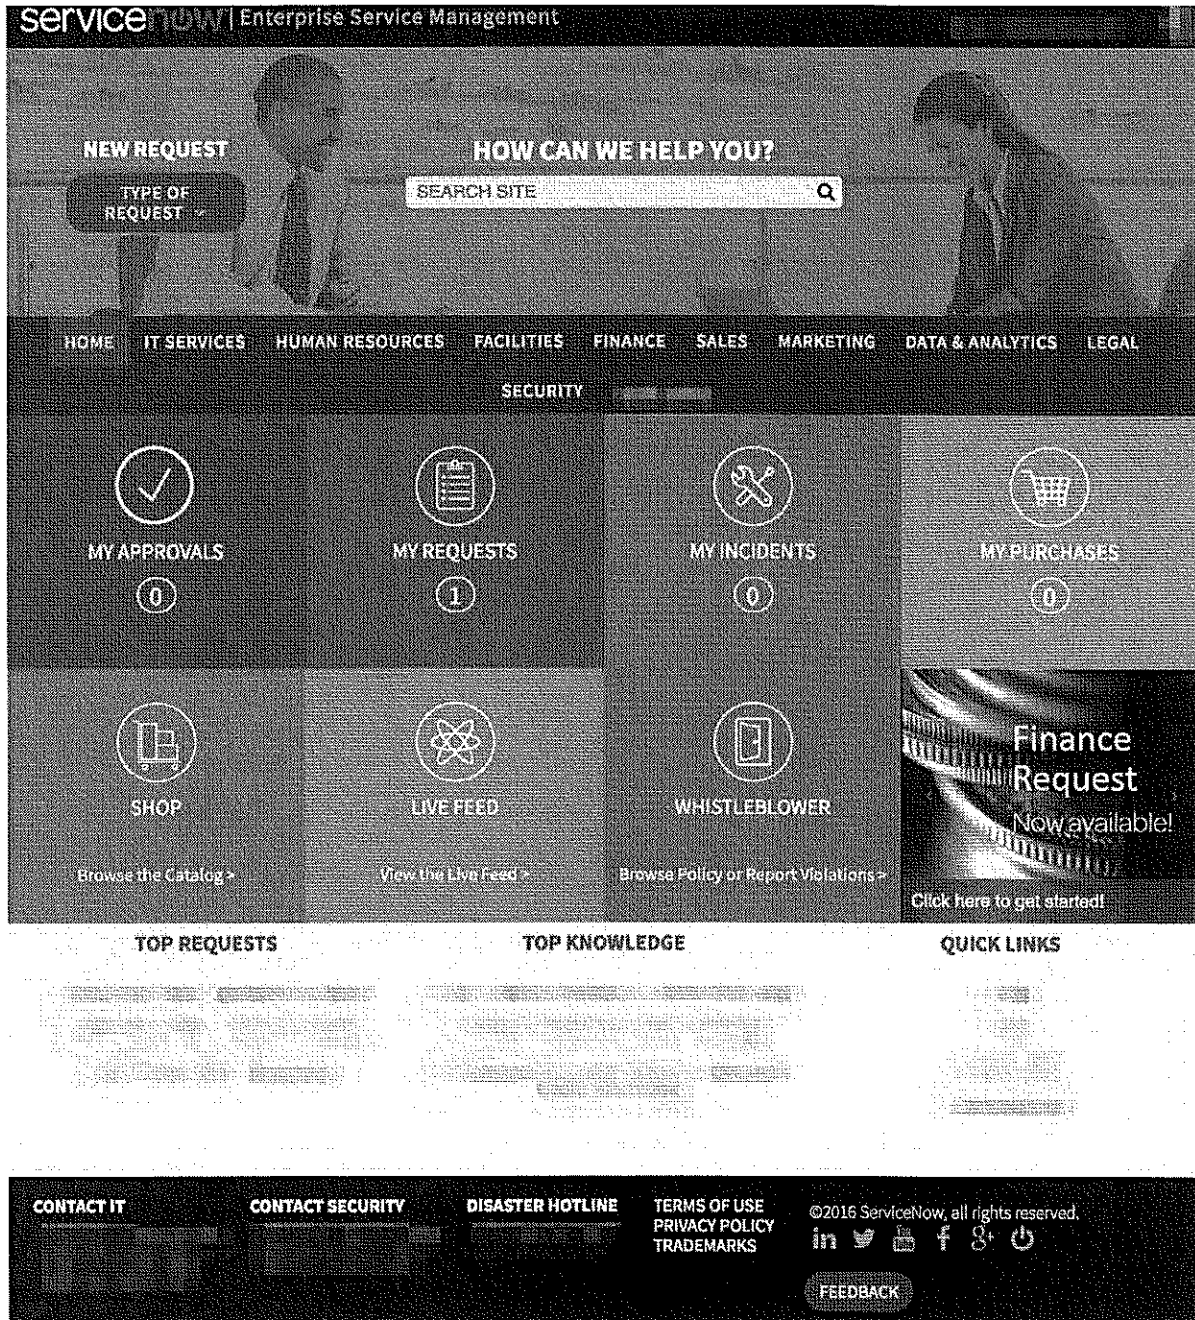 servicenow | Enterprise Service Management
NEW REQUEST
TYPE OF
REQUEST
HOW CAN WE HELP YOU?
SEARCH SITE
HOME IT SERVICES HUMAN RESOURCES FACILITIES FINANCE SALES MARKETING DATA & ANALYTICS LEGAL
SECURITY
MY APPROVALS
0
MY REQUESTS
1
MY INCIDENTS
0
MY PURCHASES
0
SHOP
Browse the Catalog >
LIVE FEED
View the Live Feed >
WHISTLEBLOWER
Browse Policy or Report Violations >
Finance
Request
Now available!
Click here to get started!
TOP REQUESTS
TOP KNOWLEDGE
QUICK LINKS
CONTACT IT
CONTACT SECURITY
DISASTER HOTLINE
TERMS OF USE
PRIVACY POLICY
TRADEMARKS
©2016 ServiceNow, all rights reserved.
FEEDBACK